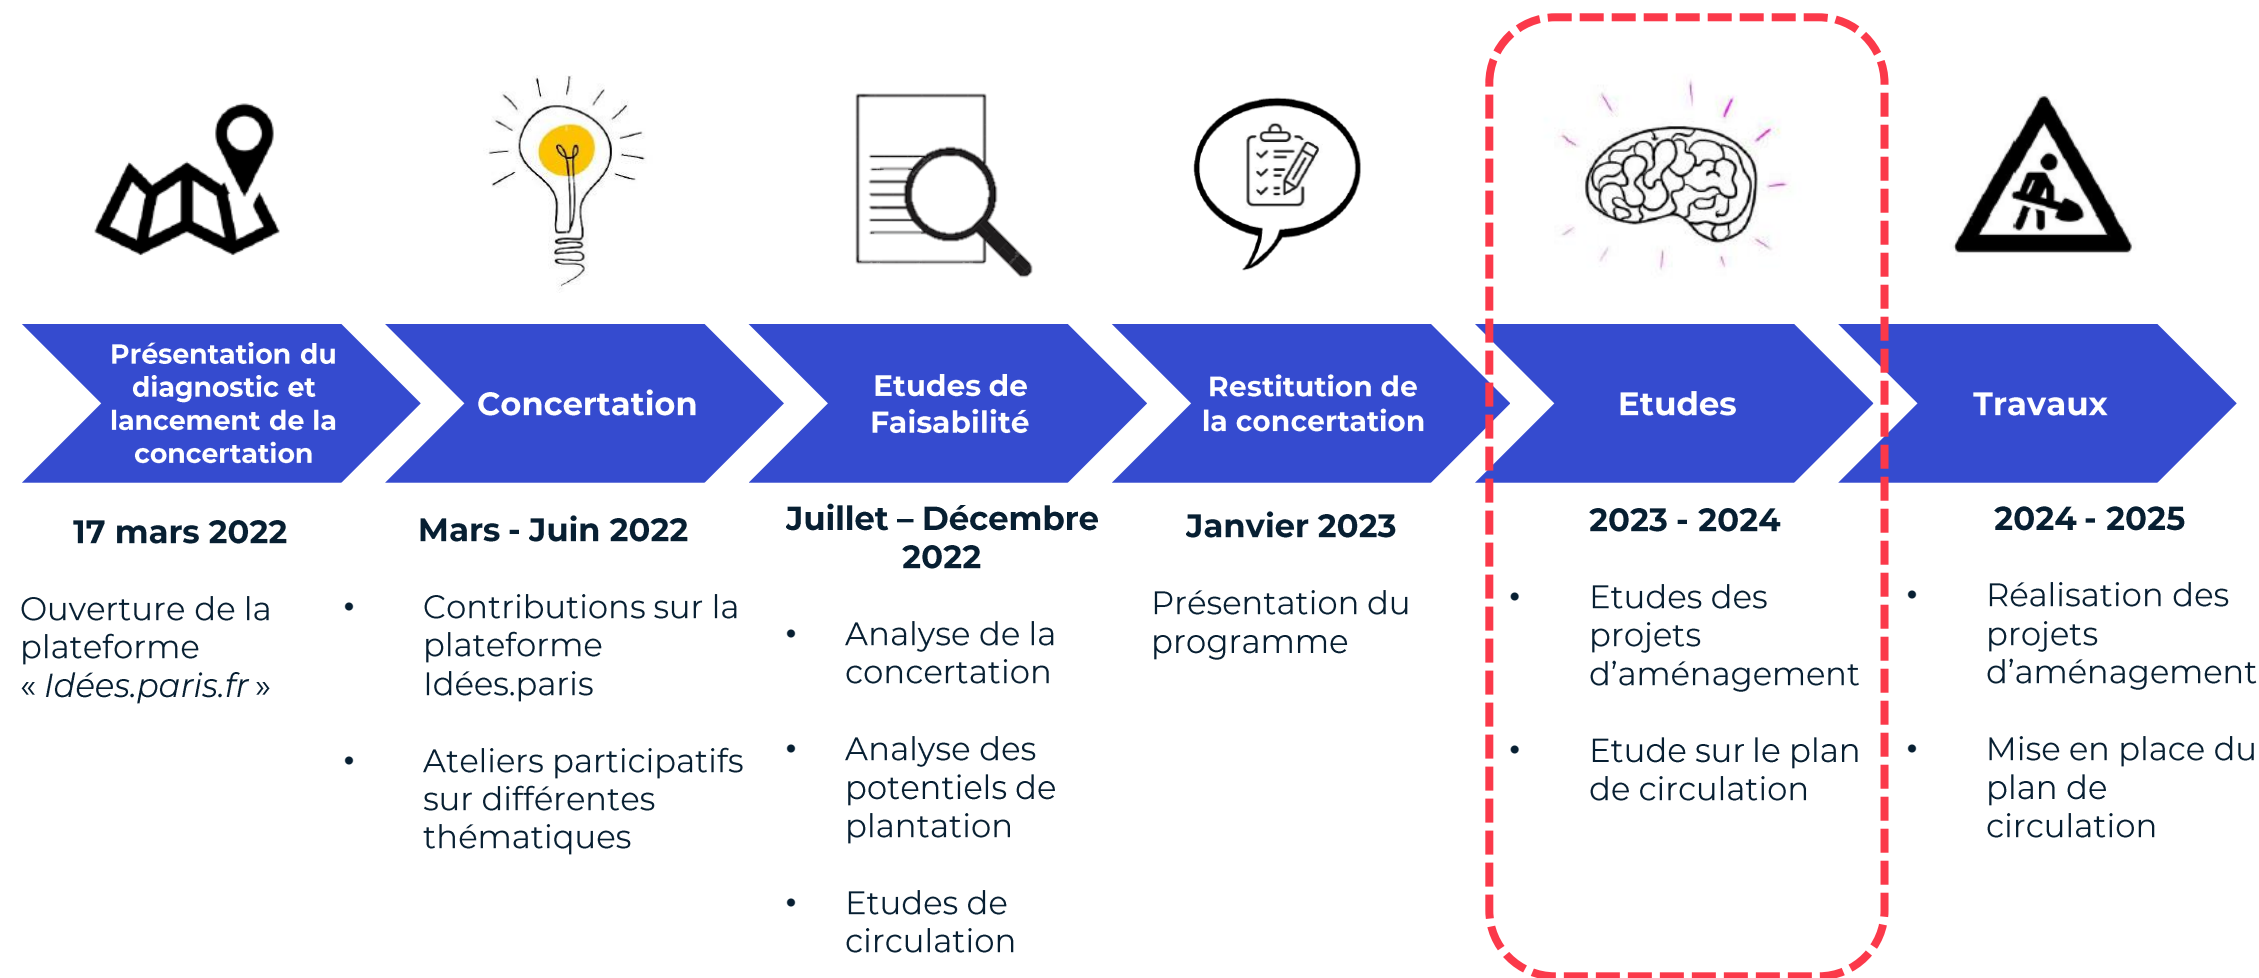 Présentation du
diagnostic et
lancement de la
concertation
Concertation
Etudes de
Faisabilité
Restitution de
la concertation
Etudes
Travaux
17 mars 2022
Ouverture de la
plateforme
« Idées.paris.fr »
Mars - Juin 2022
• Contributions sur la
plateforme
Idées.paris
• Ateliers participatifs
sur différentes
thématiques
Juillet – Décembre
2022
• Analyse de la
concertation
• Analyse des
potentiels de
plantation
• Etudes de
circulation
Janvier 2023
Présentation du
programme
2023 - 2024
• Etudes des
projets
d’aménagement
• Etude sur le plan
de circulation
2024 - 2025
• Réalisation des
projets
d’aménagement
• Mise en place du
plan de
circulation